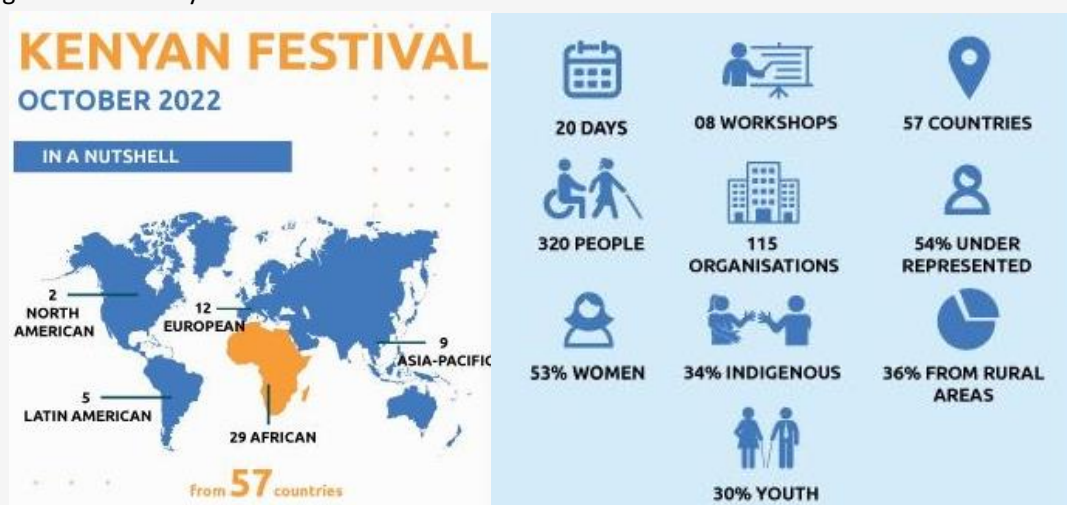 KENYAN FESTIVAL
OCTOBER 2022
IN A NUTSHELL
2
NORTH
AMERICAN
12
EUROPEAN
9
ASIA-PACIFIC
5
LATIN AMERICAN
29 AFRICAN
from 57 countries
20 DAYS
08 WORKSHOPS
57 COUNTRIES
320 PEOPLE
115
ORGANISATIONS
54% UNDER
REPRESENTED
53% WOMEN
34% INDIGENOUS
36% FROM RURAL
AREAS
30% YOUTH